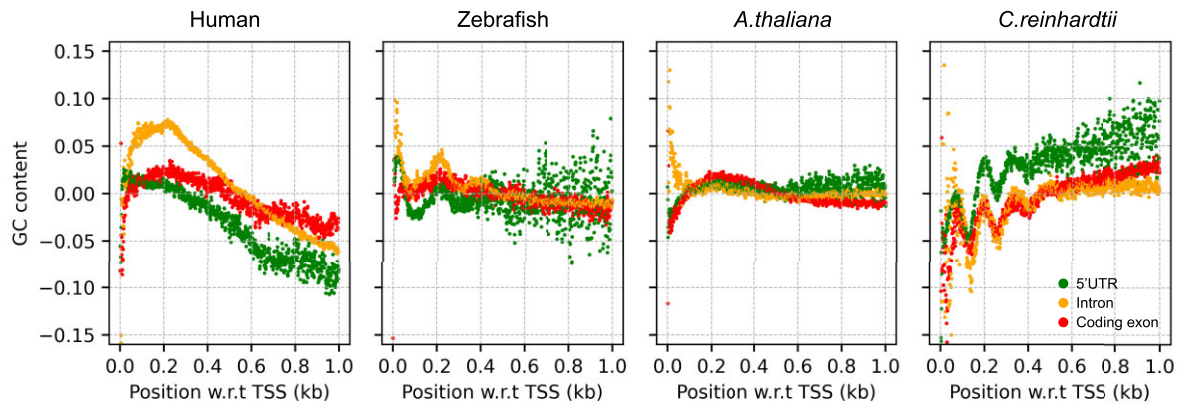 Human Zebrafish A.thaliana C.reinhardtii
GC content
0.15
0.10
0.05
0.00
−0.05
−0.10
−0.15
5'UTR
Intron
Coding exon
0.0 0.2 0.4 0.6 0.8 1.0 0.0 0.2 0.4 0.6 0.8 1.0 0.0 0.2 0.4 0.6 0.8 1.0 0.0 0.2 0.4 0.6 0.8 1.0
Position w.r.t TSS (kb) Position w.r.t TSS (kb) Position w.r.t TSS (kb) Position w.r.t TSS (kb)